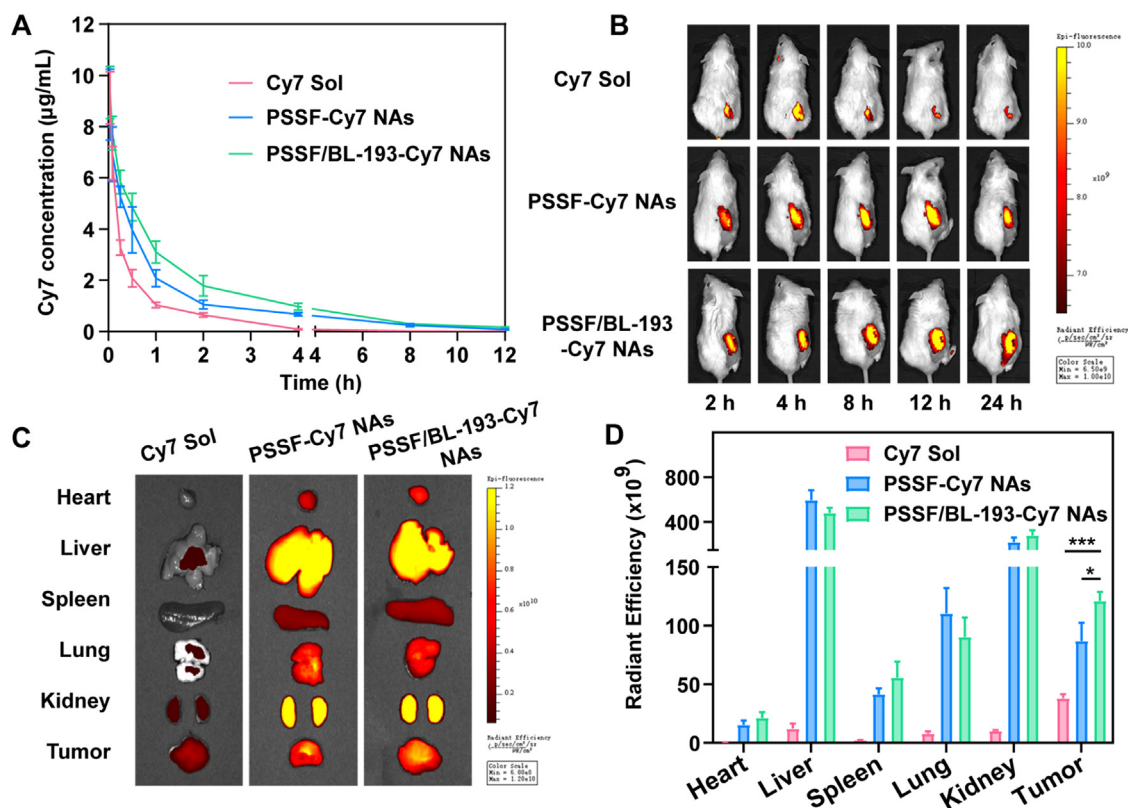 A
Cy7 concentration (μg/mL)
12
10
8
6
4
2
0
Cy7 Sol
PSSF-Cy7 NAs
PSSF/BL-193-Cy7 NAs
0 1 2 3 4 4 6 8 10 12
Time (h)
B
Cy7 Sol
PSSF-Cy7 NAs
PSSF/BL-193
-Cy7 NAs
2 h 4 h 8 h 12 h 24 h
Epi-fluorescence
10.0
9.0
x10⁹
8.0
7.0
Radiant Efficiency
Color Scale
Min = 6.50e9
Max = 1.00e10
C
Cy7 Sol
PSSF-Cy7 NAs
PSSF/BL-193-Cy7
NAs
Heart
Liver
Spleen
Lung
Kidney
Tumor
Epi-fluorescence
1.2
1.0
0.8
x10¹⁰
0.6
0.4
0.2
Radiant Efficiency
Color Scale
Max = 1.20e10
D
Radiant Efficiency (x10⁹)
800
400
150
100
50
0
Cy7 Sol
PSSF-Cy7 NAs
PSSF/BL-193-Cy7 NAs
***
*
Heart
Liver
Spleen
Lung
Kidney
Tumor